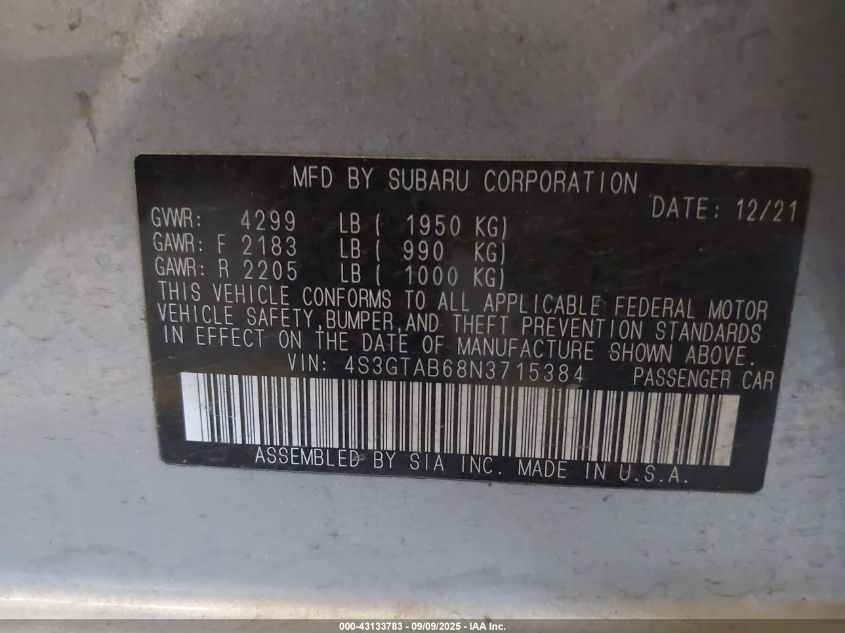 MFD BY SUBARU CORPORATION
DATE: 12/21
GVWR: 4299 LB ( 1950 KG)
GAWR: F 2183 LB ( 990 KG)
GAWR: R 2205 LB ( 1000 KG)
THIS VEHICLE CONFORMS TO ALL APPLICABLE FEDERAL MOTOR
VEHICLE SAFETY,BUMPER,AND THEFT PREVENTION STANDARDS
IN EFFECT ON THE DATE OF MANUFACTURE SHOWN ABOVE.
VIN: 4S3GTAB68N3715384 PASSENGER CAR
ASSEMBLED BY SIA INC. MADE IN U.S.A.
000-43133783 - 09/09/2025 - IAA Inc.